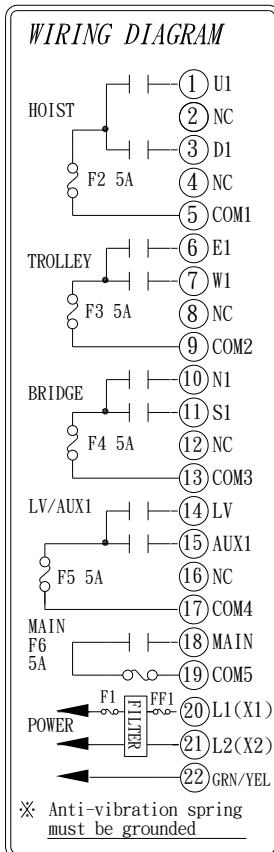 WIRING DIAGRAM
1 U1
HOIST
2 NC
3 D1
F2 5A
4 NC
5 COM1
6 E1
TROLLEY
7 W1
F3 5A
8 NC
9 COM2
10 N1
BRIDGE
11 S1
F4 5A
12 NC
13 COM3
LV/AUX1
14 LV
15 AUX1
F5 5A
16 NC
17 COM4
MAIN
F6
5A
18 MAIN
19 COM5
F1
FF1
FILTER
20 L1(X1)
POWER
21 L2(X2)
22 GRN/YEL
※ Anti-vibration spring
must be grounded